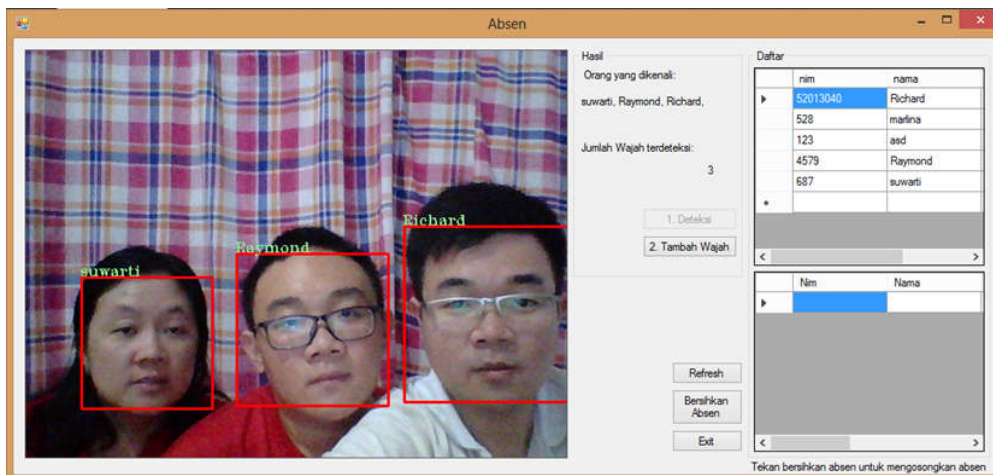 Absen
suwarti
Raymond
Richard
Hasil
Orang yang dikenali:
suwarti, Raymond, Richard,
Jumlah Wajah terdeteksi:
3
1. Deteksi
2. Tambah Wajah
Refresh
Bersihkan
Absen
Exit
Daftar
nim nama
52013040 Richard
528 marlina
123 asd
4579 Raymond
687 suwarti
Nim Nama
Tekan bersihkan absen untuk mengosongkan absen